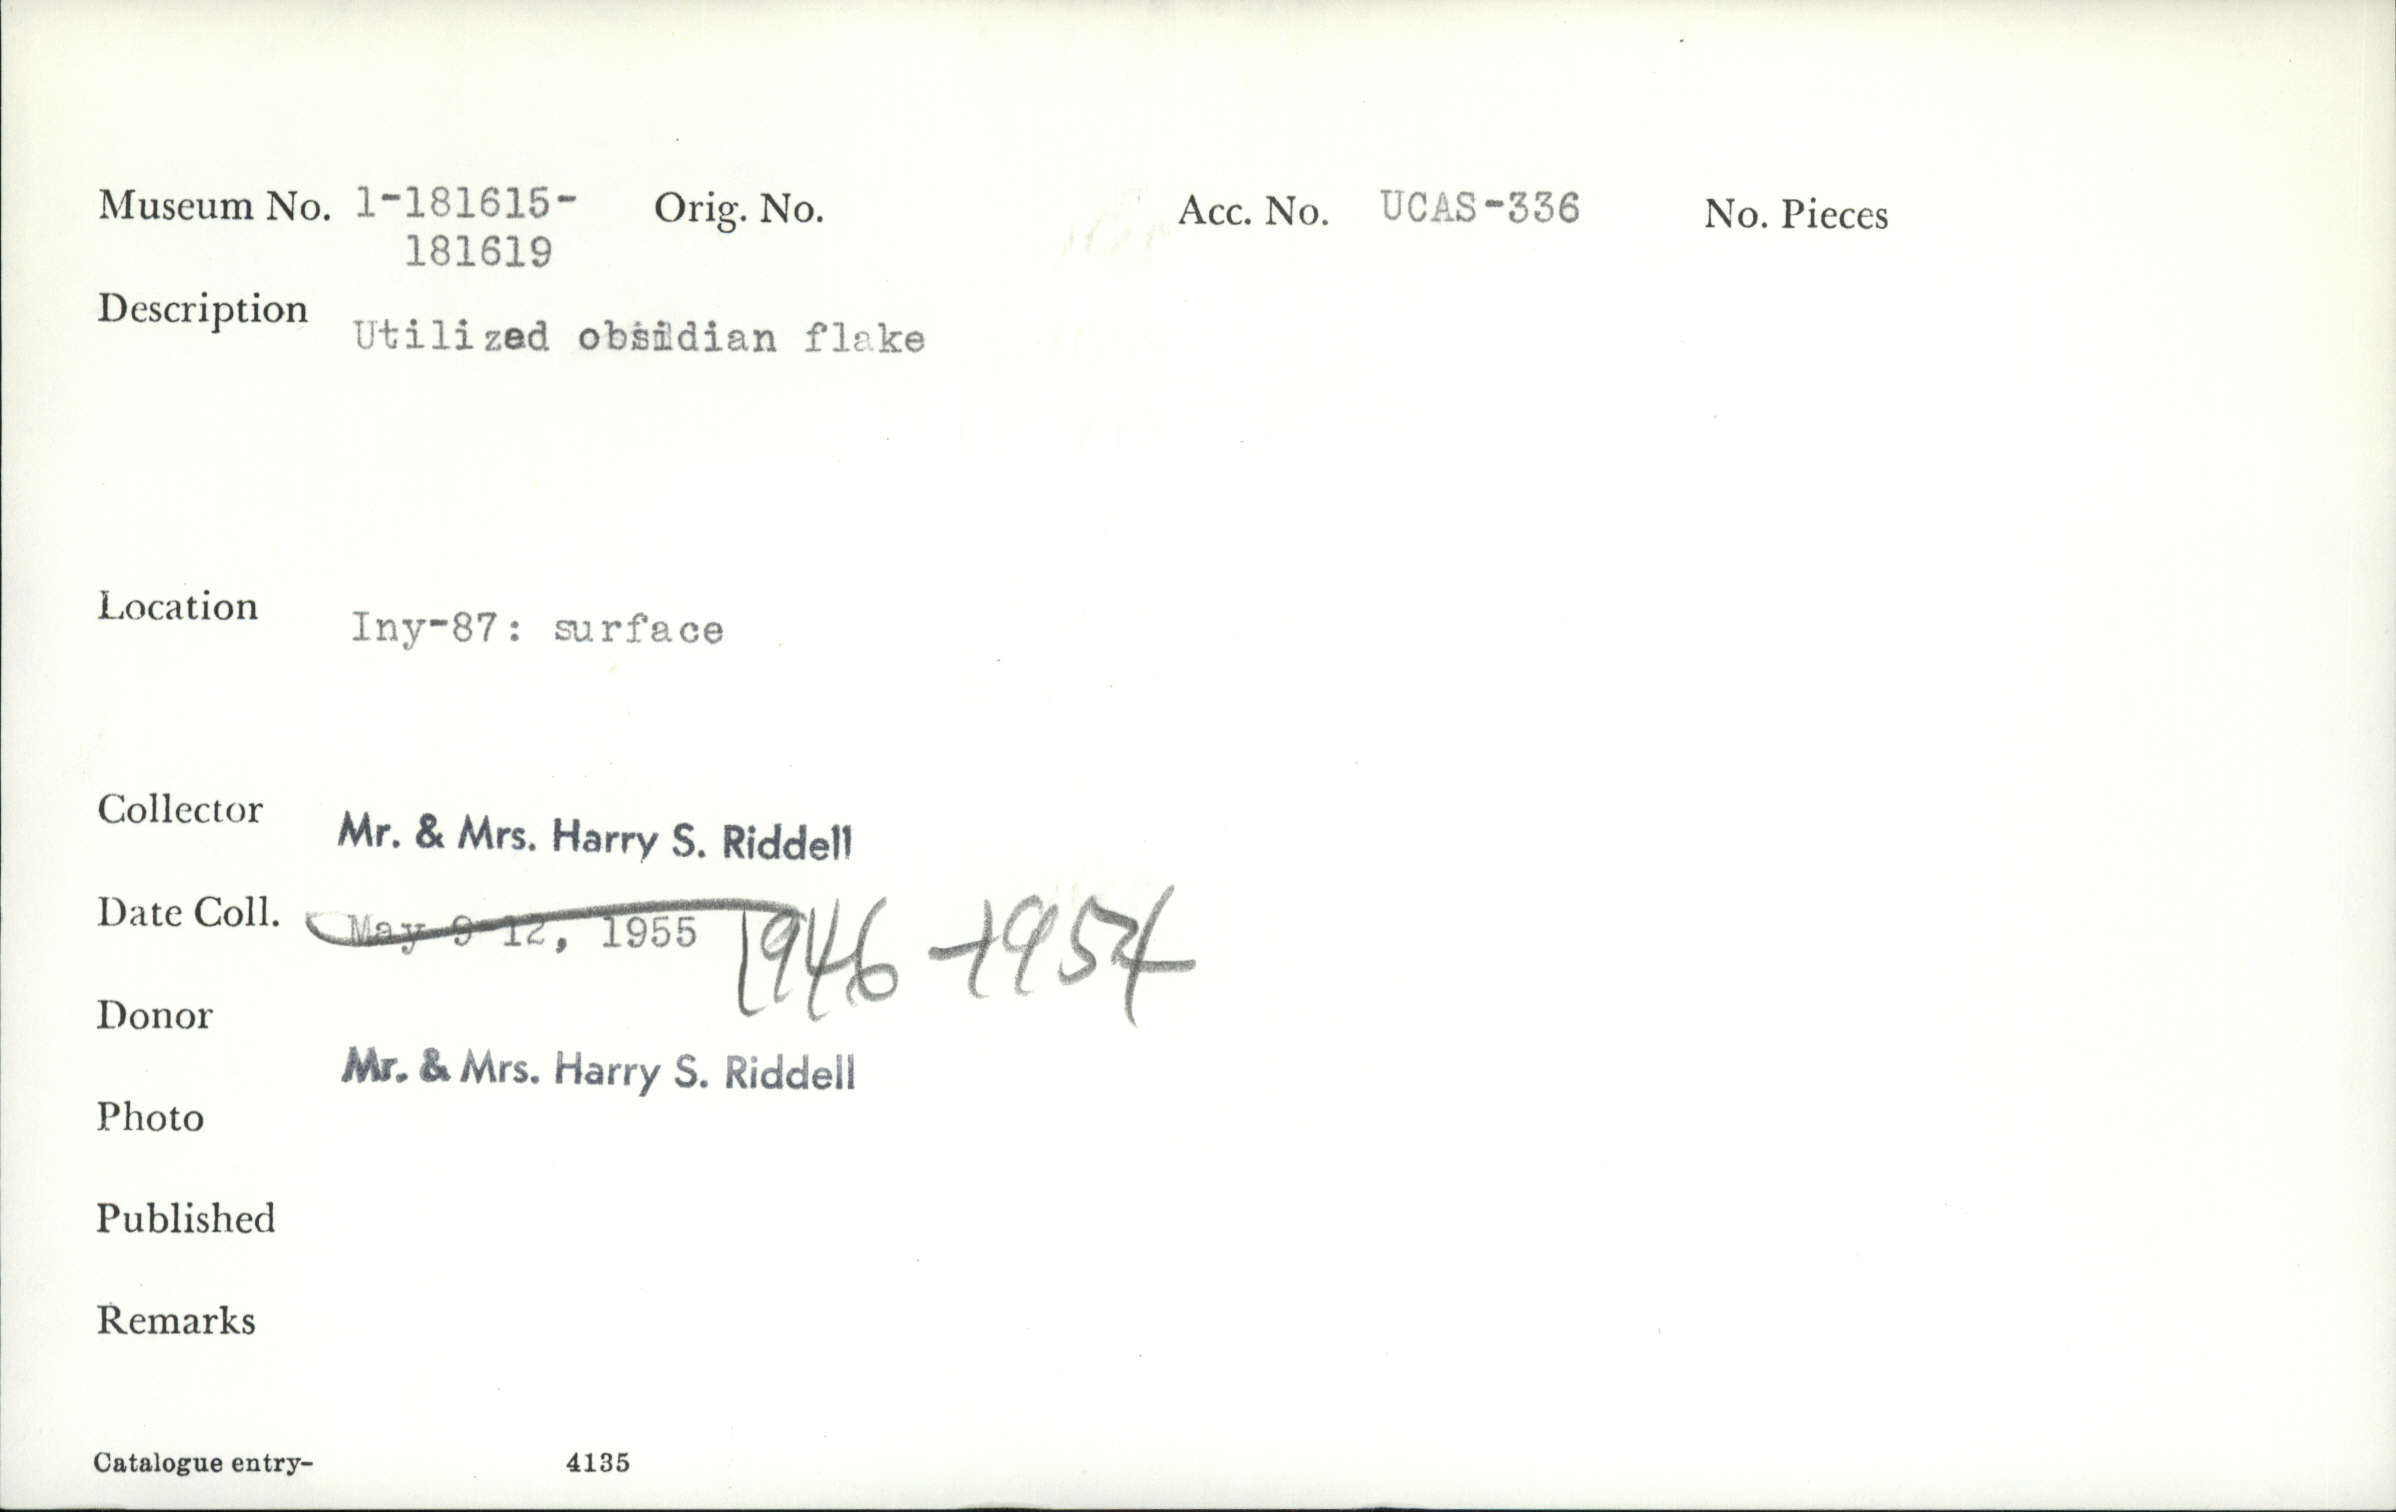 Museum No. 1-181615- Orig. No. Acc. No. UCAS-336 No. Pieces
181619
Description Utilized obsidian flake
Location Iny-87: surface
Collector Mr. & Mrs. Harry S. Riddell
Date Coll. May 9-12, 1955 1946-1954
Donor
Mr. & Mrs. Harry S. Riddell
Photo
Published
Remarks
Catalogue entry- 4135